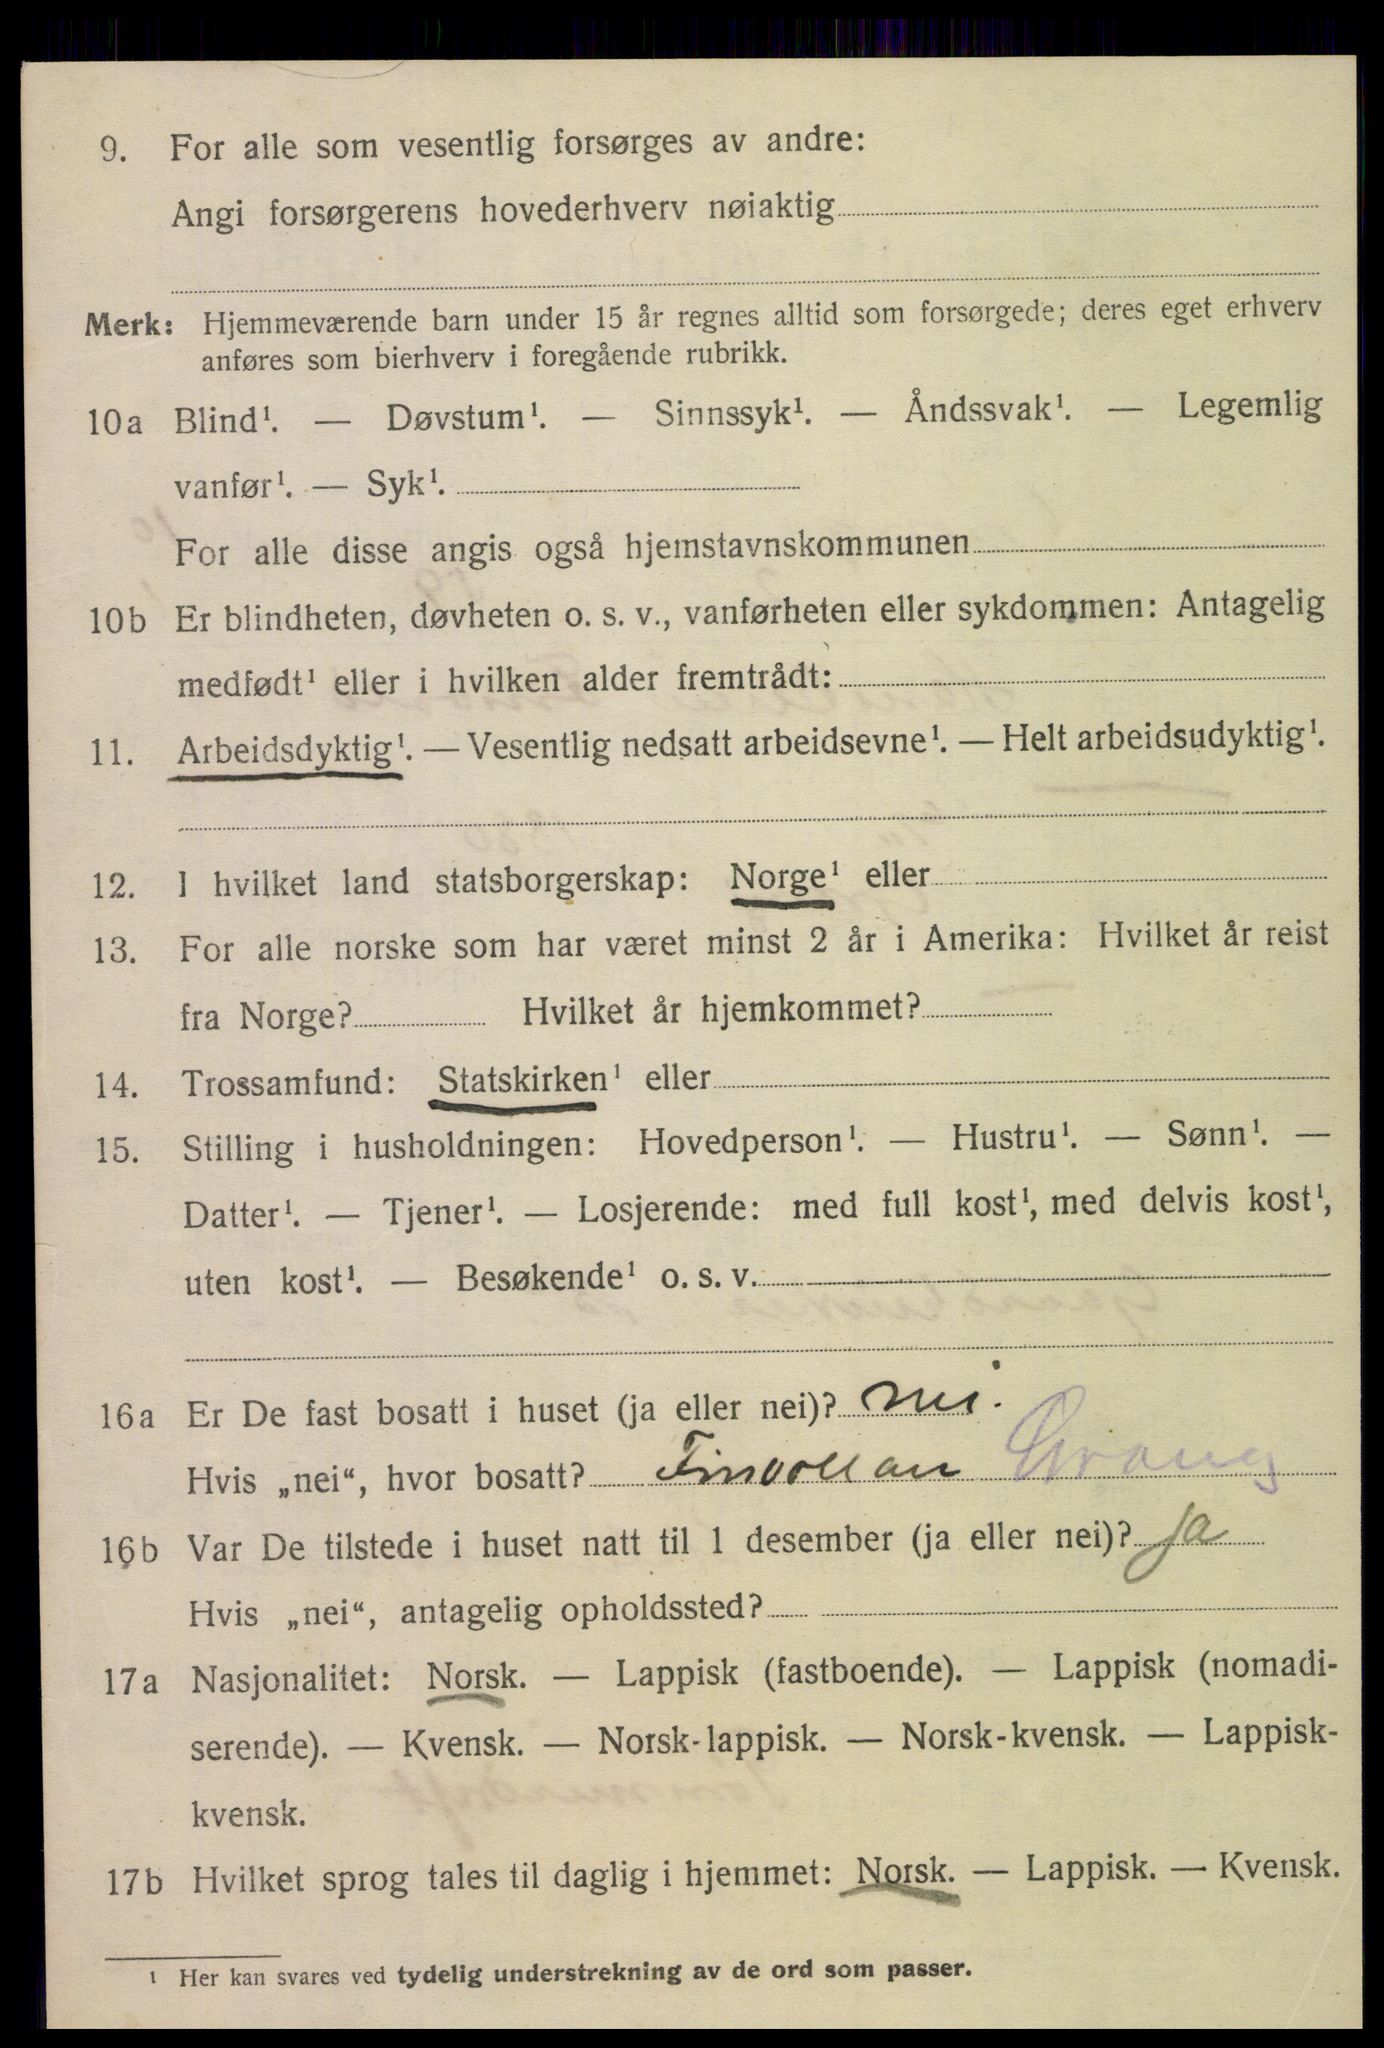 9. For alle som vesentlig forsørges av andre:
Angi forsørgerens hovederhverv nøiaktig
Merk: Hjemmeværende barn under 15 år regnes alltid som forsørgede; deres eget erhverv
anføres som bierhverv i foregående rubrikk.
10a Blind¹. — Døvstum¹. — Sinnssyk¹. — Åndssvak¹. — Legemlig
vanfør¹. — Syk¹.
For alle disse angis også hjemstavnskommunen
10b Er blindheten, døvheten o. s. v., vanførheten eller sykdommen: Antagelig
medfødt¹ eller i hvilken alder fremtrådt:
11. Arbeidsdyktig¹. — Vesentlig nedsatt arbeidsevne¹. — Helt arbeidsudyktig¹.
12. I hvilket land statsborgerskap: Norge¹ eller
13. For alle norske som har været minst 2 år i Amerika: Hvilket år reist
fra Norge? Hvilket år hjemkommet?
14. Trossamfund: Statskirken¹ eller
15. Stilling i husholdningen: Hovedperson¹. — Hustru¹. — Sønn¹. —
Datter¹. — Tjener¹. — Losjerende: med full kost¹, med delvis kost¹,
uten kost¹. — Besøkende¹ o. s. v.
16a Er De fast bosatt i huset (ja eller nei)? nei.
Hvis „nei“, hvor bosatt? Finvollan Grong
16b Var De tilstede i huset natt til 1 desember (ja eller nei)? ja
Hvis „nei“, antagelig opholdssted?
17a Nasjonalitet: Norsk. — Lappisk (fastboende). — Lappisk (nomadi-
serende). — Kvensk. — Norsk-lappisk. — Norsk-kvensk. — Lappisk-
kvensk.
17b Hvilket sprog tales til daglig i hjemmet: Norsk. — Lappisk. — Kvensk.
¹ Her kan svares ved tydelig understrekning av de ord som passer.